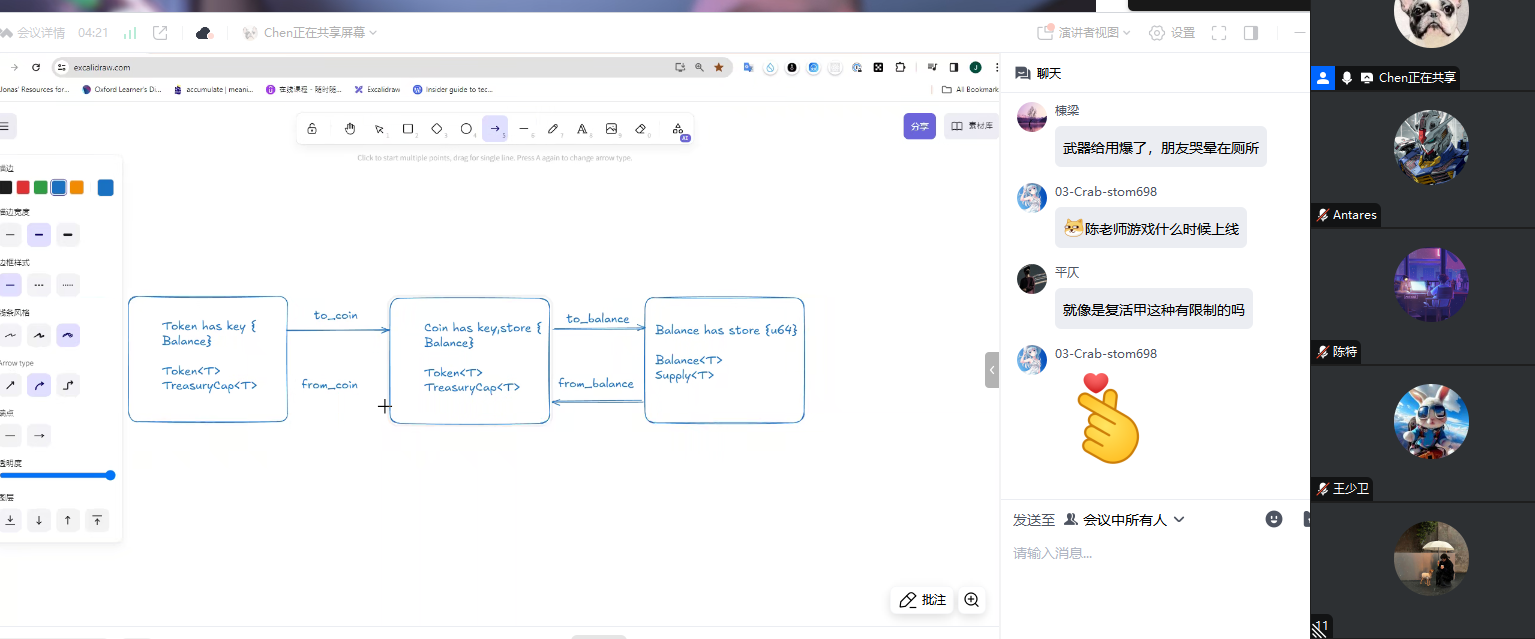 会议详情 04:21 Chen正在共享屏幕 演讲者视图 设置
excalidraw.com
Jonas' Resources for... Oxford Learner's Di... accumulate | meani... 在线课程 - 随时随... Excalidraw Insider guide to tec... All Bookmark
分享 素材库
Click to start multiple points, drag for single line. Press A again to change arrow type.
描边
描边宽度
边框样式
线条风格
Arrow type
端点
透明度
图层
Token has key {
Balance}
Token<T>
TreasuryCap<T>
to_coin
from_coin
Coin has key,store {
Balance}
Token<T>
TreasuryCap<T>
to_balance
from_balance
Balance has store {u64}
Balance<T>
Supply<T>
批注
聊天
棟梁
武器给用爆了，朋友哭晕在厕所
03-Crab-stom698
陈老师游戏什么时候上线
平仄
就像是复活甲这种有限制的吗
03-Crab-stom698
发送至 会议中所有人
请输入消息...
Chen正在共享
Antares
陈特
王少卫
11